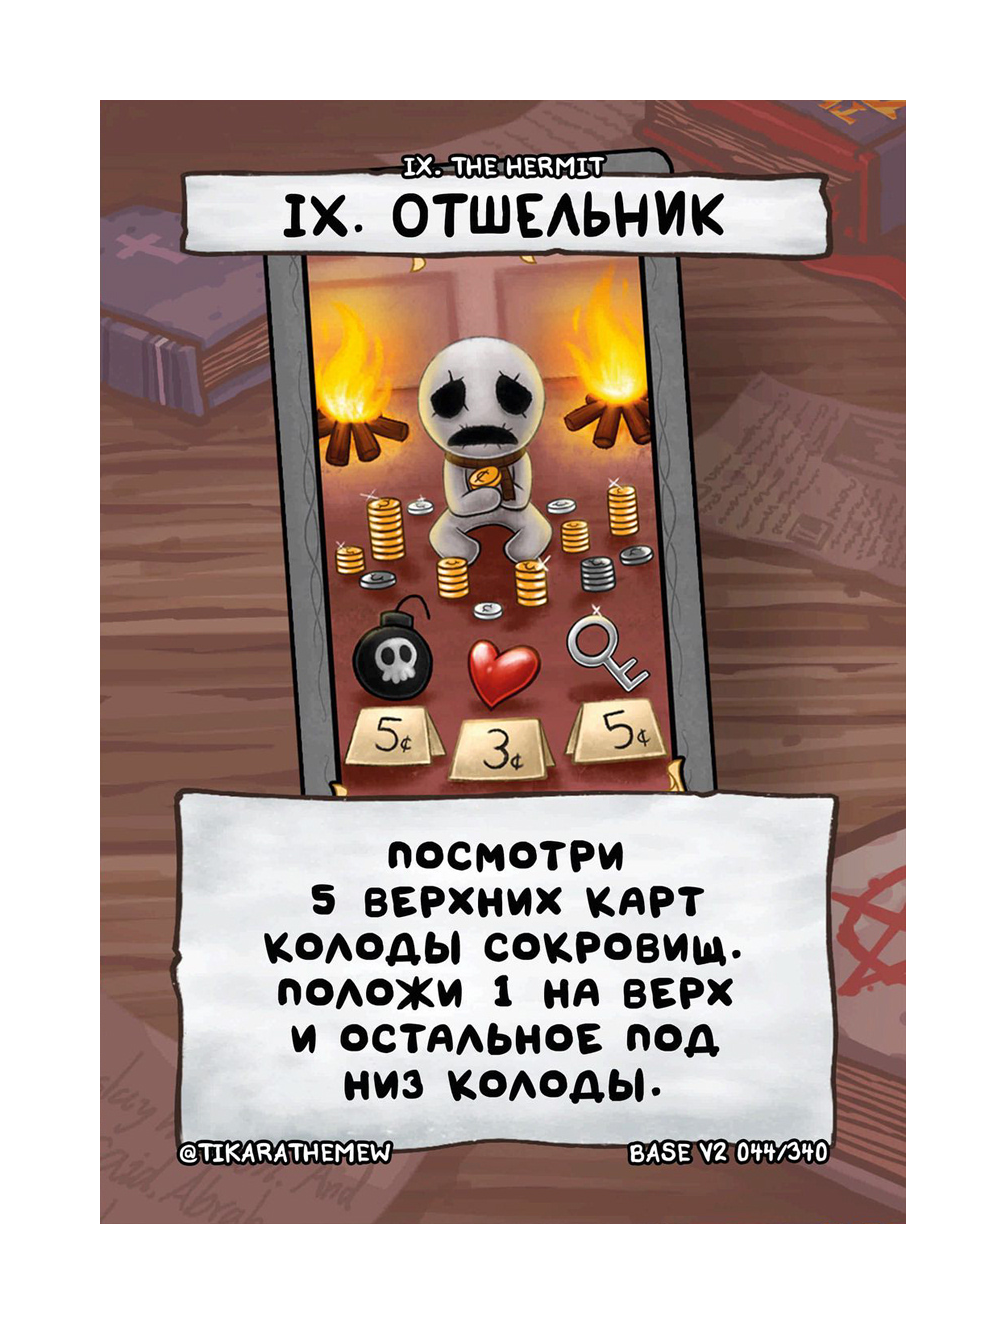 IX. THE HERMIT
IX. ОТШЕЛЬНИК
5¢
3¢
5¢
ПОСМОТРИ
5 ВЕРХНИХ КАРТ
КОЛОДЫ СОКРОВИЩ.
ПОЛОЖИ 1 НА ВЕРХ
И ОСТАЛЬНОЕ ПОД
НИЗ КОЛОДЫ.
@TIKARATHEMEW
BASE V2 044/340